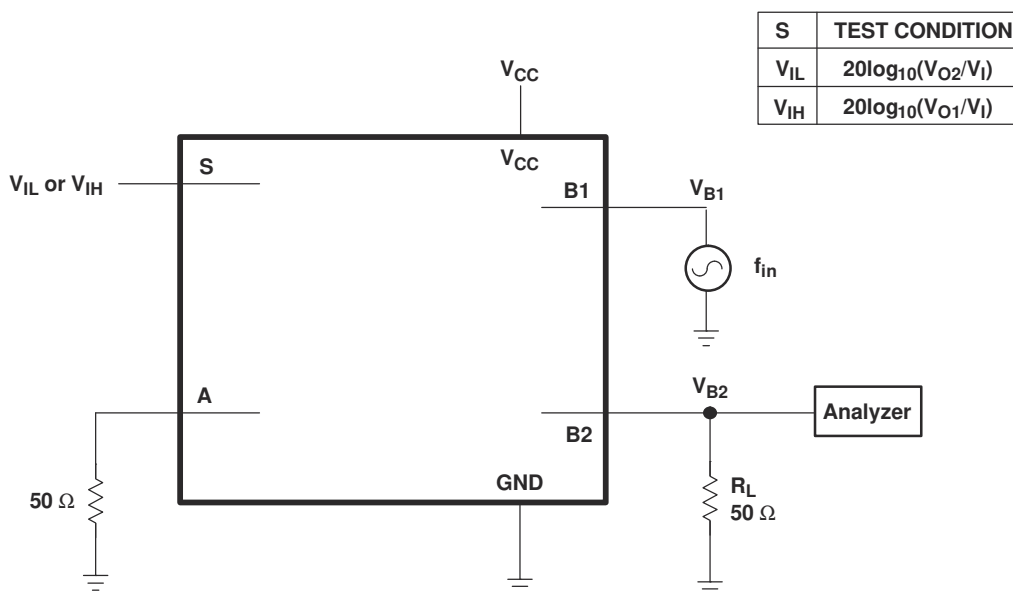 S TEST CONDITION
VIL 20log10(VO2/VI)
VIH 20log10(VO1/VI)
VCC
VCC
S
VIL or VIH
B1
VB1
fin
A
VB2
B2
Analyzer
GND
50 Ω
RL
50 Ω